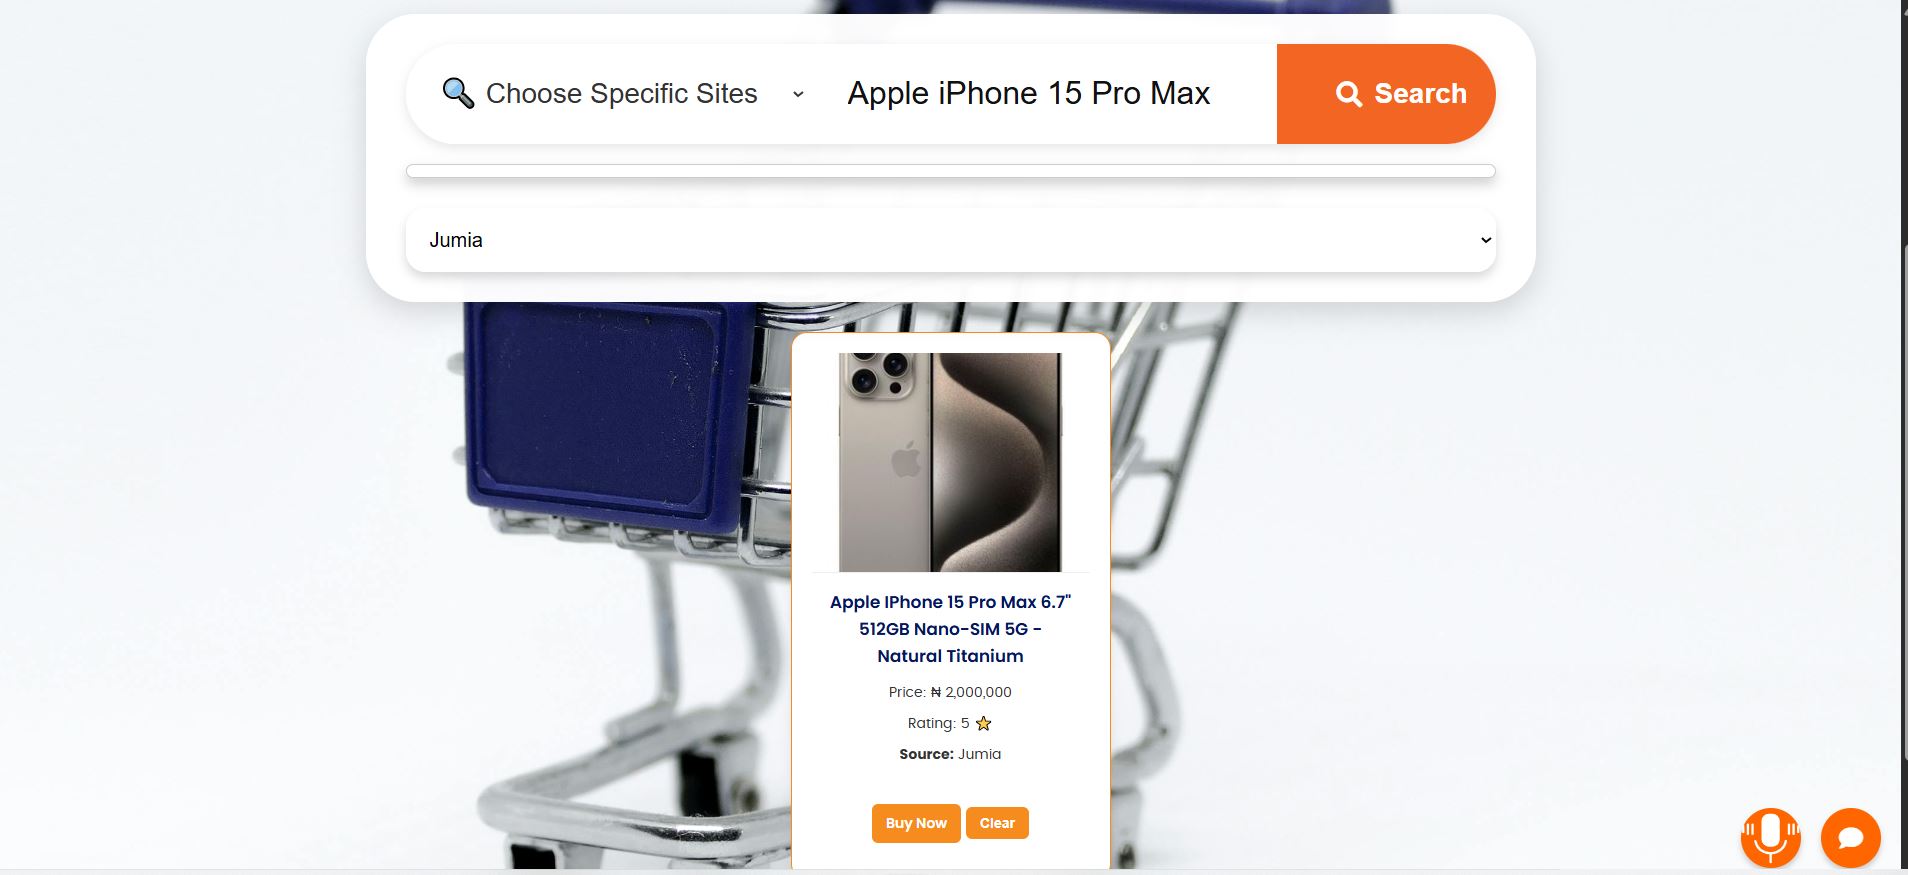 🔍 Choose Specific Sites
Apple iPhone 15 Pro Max
Search
Jumia
Apple IPhone 15 Pro Max 6.7"
512GB Nano-SIM 5G -
Natural Titanium
Price: ₦ 2,000,000
Rating: 5 ⭐
Source: Jumia
Buy Now
Clear